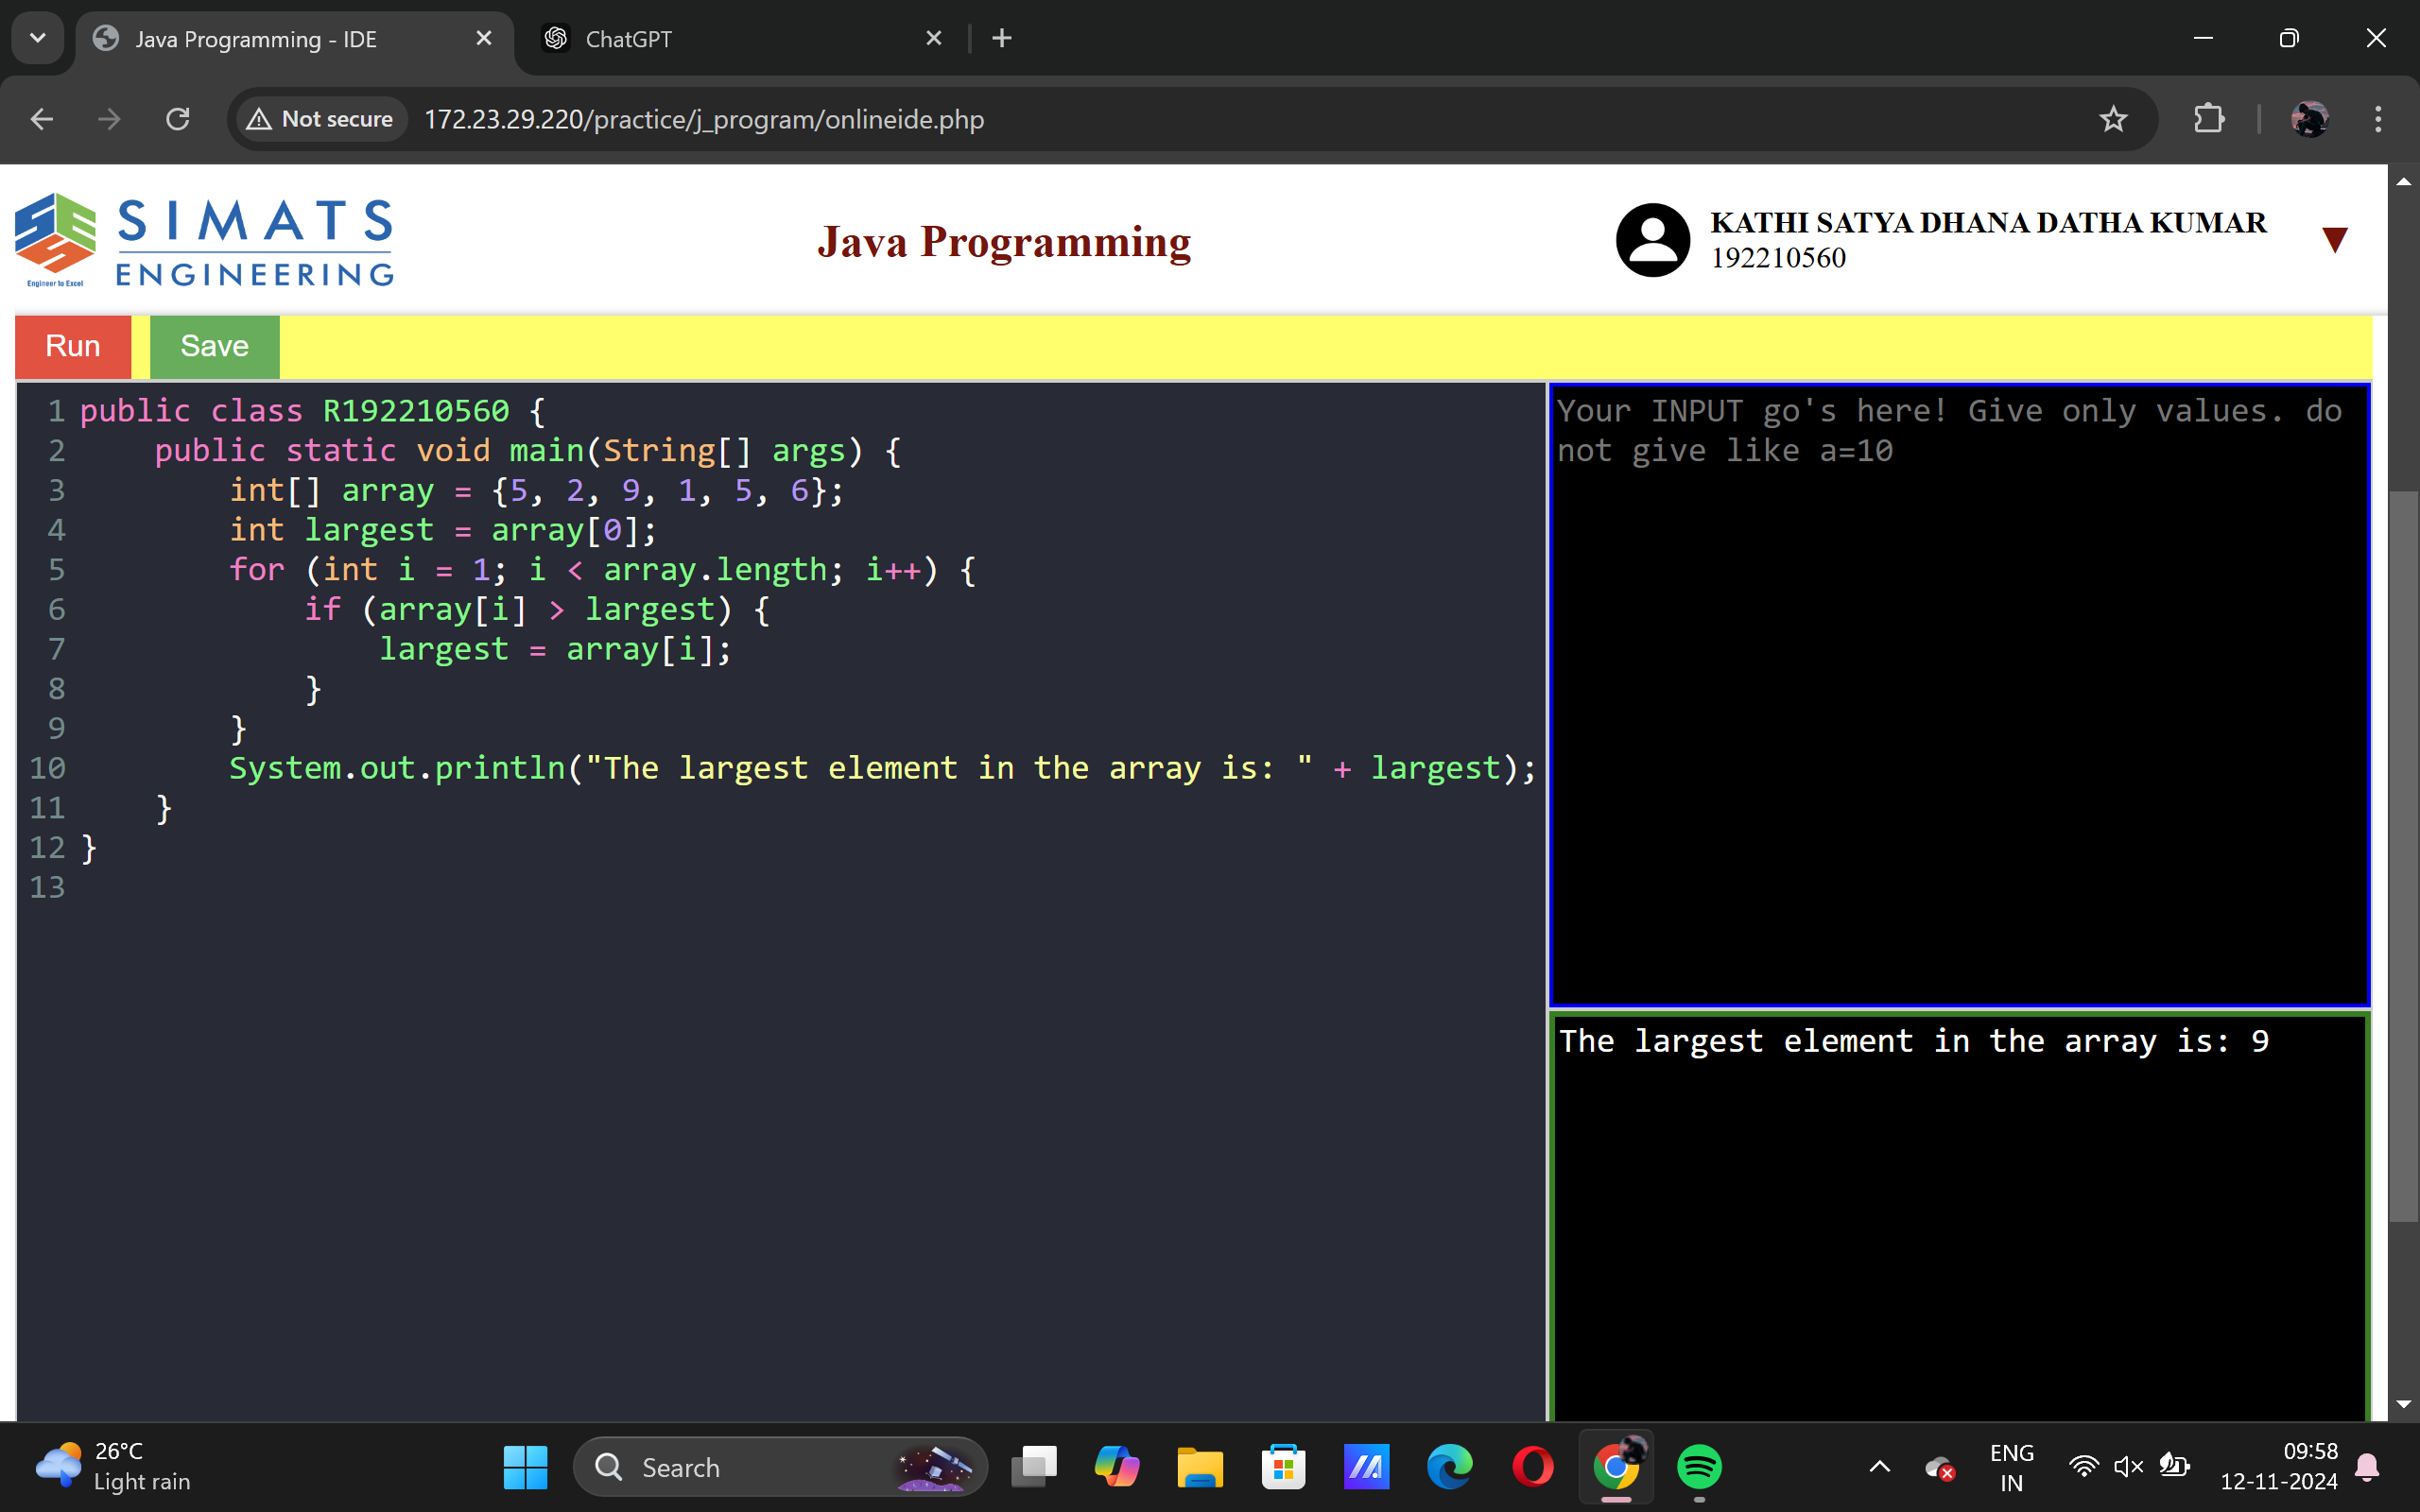 Java Programming - IDE
ChatGPT
Not secure
172.23.29.220/practice/j_program/onlineide.php
SIMATS
ENGINEERING
Engineer to Excel
Java Programming
KATHI SATYA DHANA DATHA KUMAR
192210560
Run
Save
1 public class R192210560 {
2     public static void main(String[] args) {
3         int[] array = {5, 2, 9, 1, 5, 6};
4         int largest = array[0];
5         for (int i = 1; i < array.length; i++) {
6             if (array[i] > largest) {
7                 largest = array[i];
8             }
9         }
10         System.out.println("The largest element in the array is: " + largest);
11     }
12 }
13
Your INPUT go's here! Give only values. do
not give like a=10
The largest element in the array is: 9
26°C
Light rain
Search
ENG
IN
09:58
12-11-2024